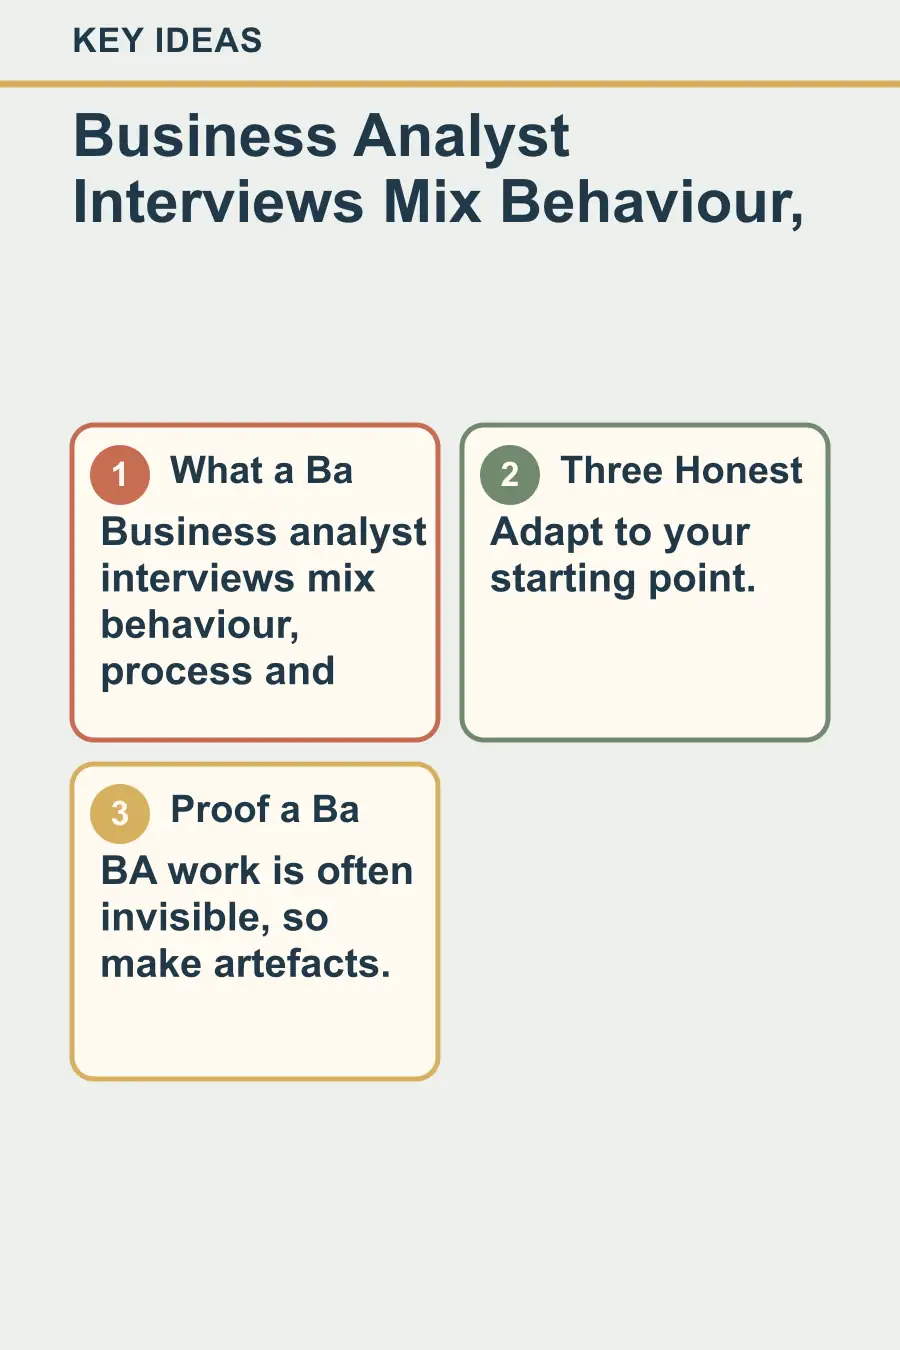 KEY IDEAS
Business Analyst
Interviews Mix Behaviour,
1
What a Ba
Business analyst
interviews mix
behaviour,
process and
2
Three Honest
Adapt to your
starting point.
3
Proof a Ba
BA work is often
invisible, so
make artefacts.